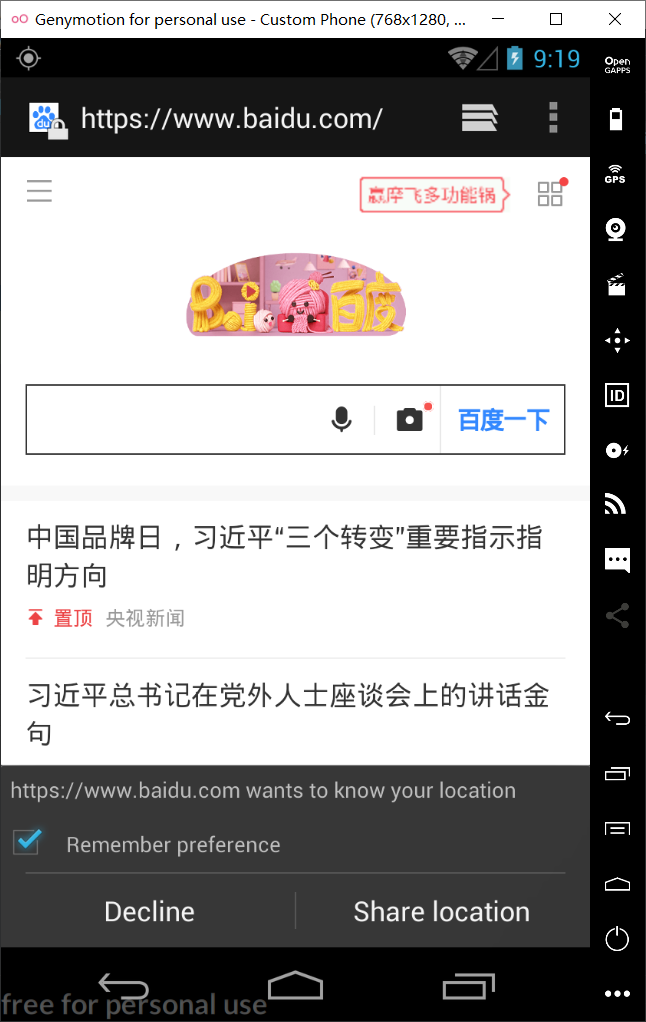 Genymotion for personal use - Custom Phone (768x1280, ...
9:19
Open
GAPPS
https://www.baidu.com/
GPS
赢摩飞多功能锅
Bai du 百度
百度一下
ID
中国品牌日，习近平“三个转变”重要指示指
明方向
置顶 央视新闻
习近平总书记在党外人士座谈会上的讲话金
句
https://www.baidu.com wants to know your location
Remember preference
Decline
Share location
free for personal use